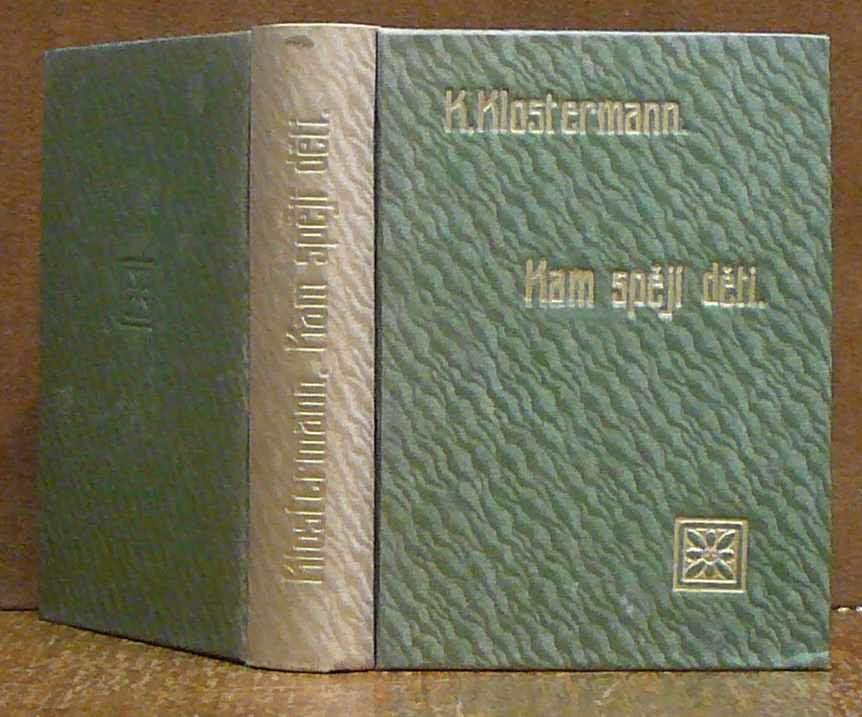 K. Klostermann.
Kam spějí děti.
Klostermann, Kam spějí děti.